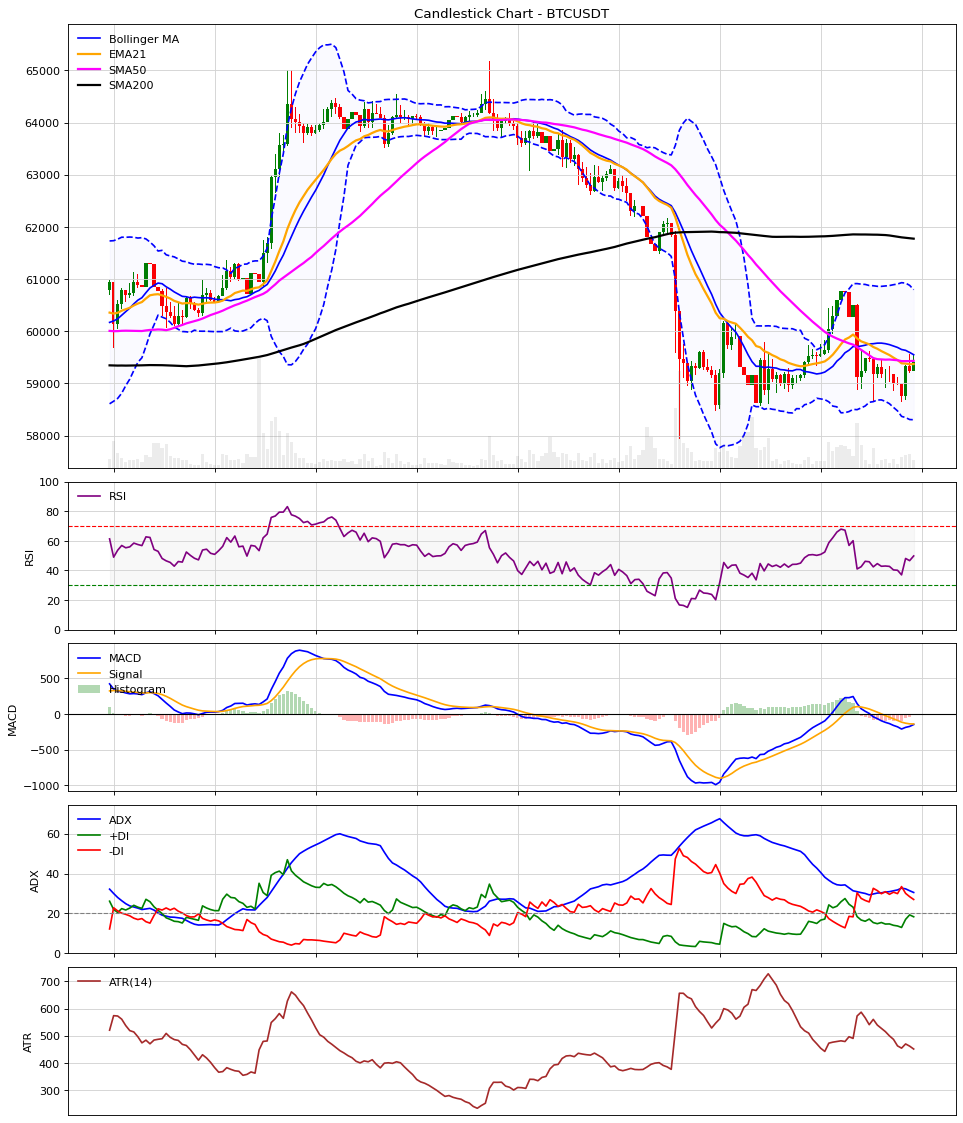 Candlestick Chart - BTCUSDT
Bollinger MA
EMA21
SMA50
SMA200
65000
64000
63000
62000
61000
60000
59000
58000
RSI
RSI
100
80
60
40
20
0
MACD
MACD
Signal
Histogram
500
0
−500
−1000
ADX
ADX
+DI
-DI
60
40
20
0
ATR
ATR(14)
700
600
500
400
300